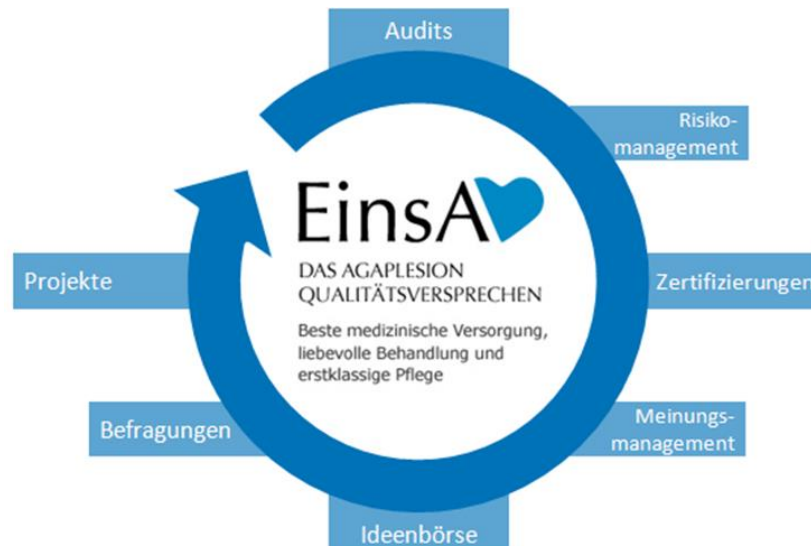 Audits
Risiko-
management
EinsA
DAS AGAPLESION
QUALITÄTSVERSPRECHEN
Beste medizinische Versorgung,
liebevolle Behandlung und
erstklassige Pflege
Projekte
Zertifizierungen
Befragungen
Meinungs-
management
Ideenbörse